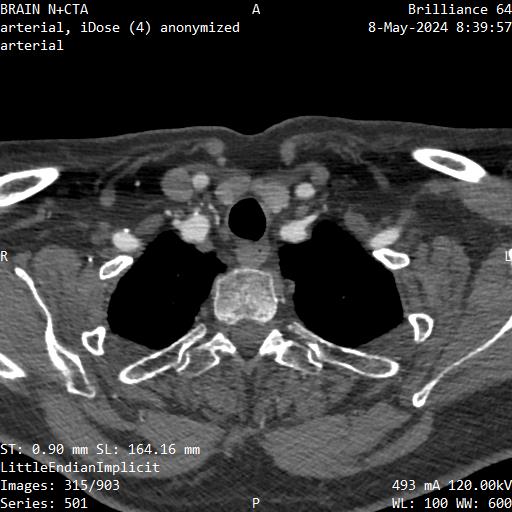 BRAIN N+CTA
A
Brilliance 64
arterial, iDose (4) anonymized
8-May-2024 8:39:57
arterial
R
L
ST: 0.90 mm SL: 164.16 mm
LittleEndianImplicit
Images: 315/903
493 mA 120.00kV
Series: 501
P
WL: 100 WW: 600